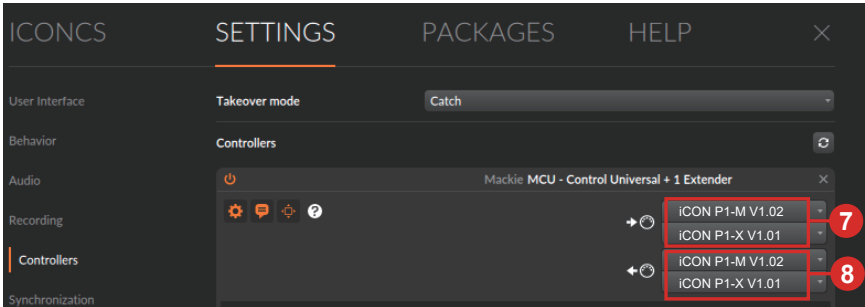 ICONCS SETTINGS PACKAGES HELP
User Interface
Takeover mode Catch
Behavior
Controllers
Audio
Mackie MCU - Control Universal + 1 Extender
Recording
iCON P1-M V1.02
iCON P1-X V1.01
7
Controllers
iCON P1-M V1.02
iCON P1-X V1.01
8
Synchronization